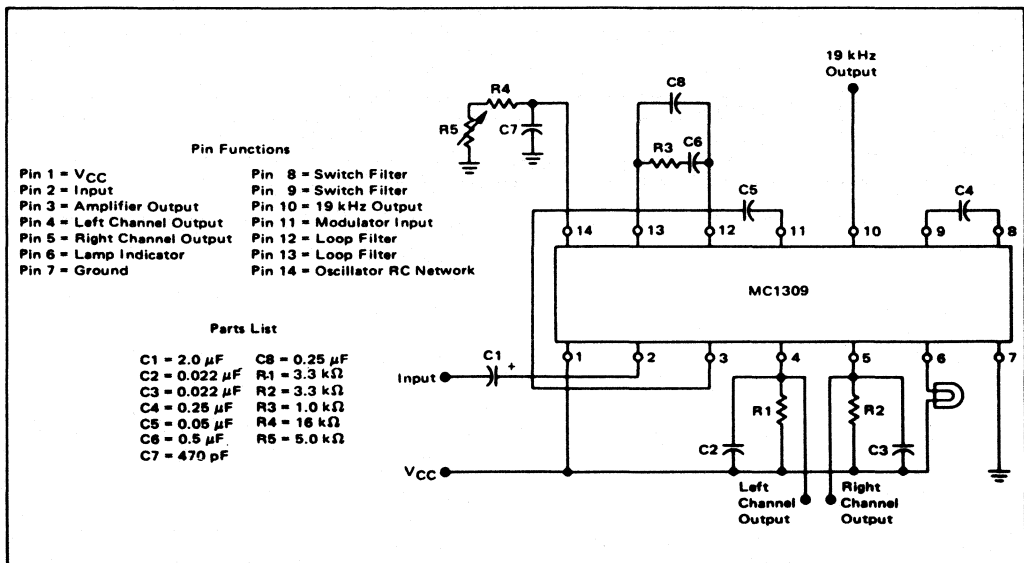 19 kHz
Output
C8
R4
R5
C7
R3
C6
C5
C4
Pin Functions
Pin 1 = VCC
Pin 2 = Input
Pin 3 = Amplifier Output
Pin 4 = Left Channel Output
Pin 5 = Right Channel Output
Pin 6 = Lamp Indicator
Pin 7 = Ground
Pin 8 = Switch Filter
Pin 9 = Switch Filter
Pin 10 = 19 kHz Output
Pin 11 = Modulator Input
Pin 12 = Loop Filter
Pin 13 = Loop Filter
Pin 14 = Oscillator RC Network
14 13 12 11 10 9 8
MC1309
1 2 3 4 5 6 7
Parts List
C1 = 2.0 μF
C2 = 0.022 μF
C3 = 0.022 μF
C4 = 0.25 μF
C5 = 0.05 μF
C6 = 0.5 μF
C7 = 470 pF
C8 = 0.25 μF
R1 = 3.3 kΩ
R2 = 3.3 kΩ
R3 = 1.0 kΩ
R4 = 16 kΩ
R5 = 5.0 kΩ
Input
C1
+
R1
R2
C2
C3
VCC
Left
Channel
Output
Right
Channel
Output